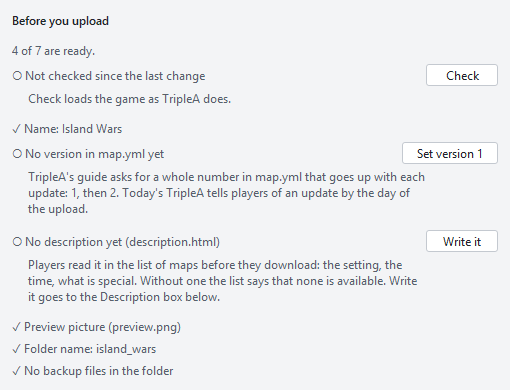 Before you upload
4 of 7 are ready.
○ Not checked since the last change
Check
Check loads the game as TripleA does.
✓ Name: Island Wars
○ No version in map.yml yet
Set version 1
TripleA's guide asks for a whole number in map.yml that goes up with each
update: 1, then 2. Today's TripleA tells players of an update by the day of
the upload.
○ No description yet (description.html)
Write it
Players read it in the list of maps before they download: the setting, the
time, what is special. Without one the list says that none is available. Write
it goes to the Description box below.
✓ Preview picture (preview.png)
✓ Folder name: island_wars
✓ No backup files in the folder